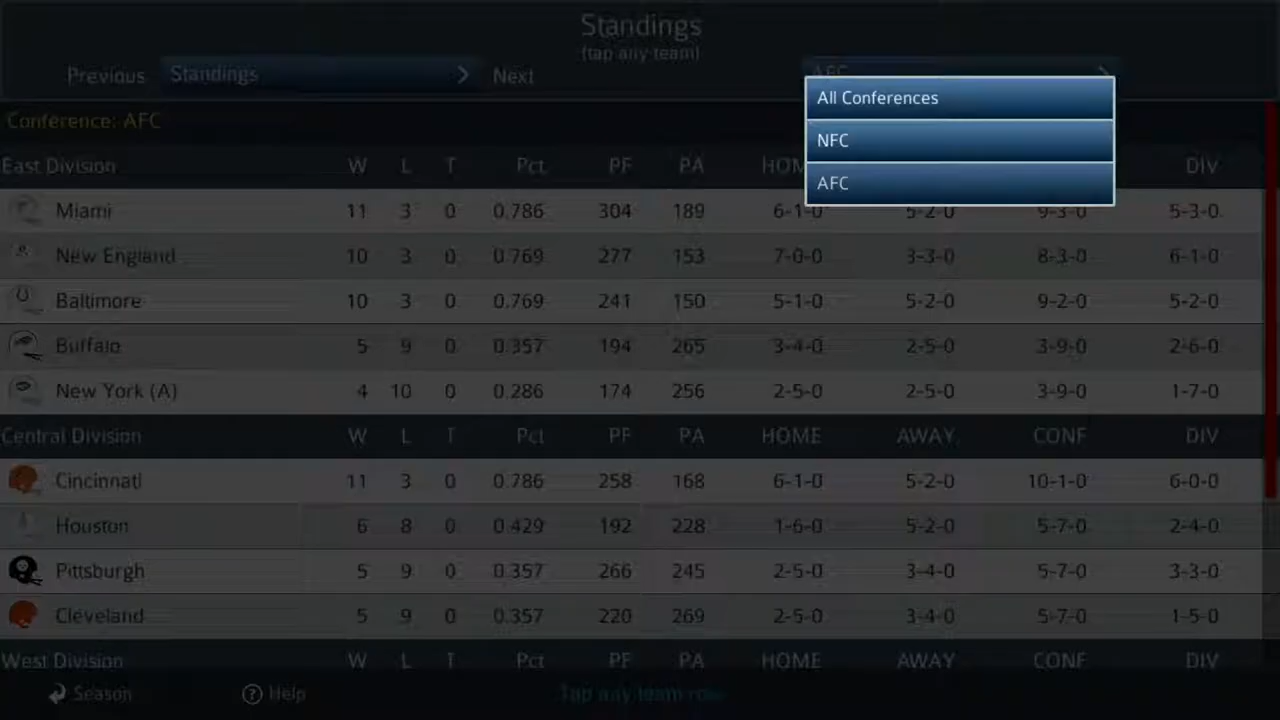 Standings
(tap any team)
Previous Standings Next AFC
All Conferences
NFC
AFC
Conference: AFC
East Division W L T Pct PF PA HOM DIV
Miami 11 3 0 0.786 304 189 6-1-0 5-2-0 9-3-0 5-3-0
New England 10 3 0 0.769 277 153 7-0-0 3-3-0 8-3-0 6-1-0
Baltimore 10 3 0 0.769 241 150 5-1-0 5-2-0 9-2-0 5-2-0
Buffalo 5 9 0 0.357 194 265 3-4-0 2-5-0 3-9-0 2-6-0
New York (A) 4 10 0 0.286 174 256 2-5-0 2-5-0 3-9-0 1-7-0
Central Division W L T Pct PF PA HOME AWAY CONF DIV
Cincinnati 11 3 0 0.786 258 168 6-1-0 5-2-0 10-1-0 6-0-0
Houston 6 8 0 0.429 192 228 1-6-0 5-2-0 5-7-0 2-4-0
Pittsburgh 5 9 0 0.357 266 245 2-5-0 3-4-0 5-7-0 3-3-0
Cleveland 5 9 0 0.357 220 269 2-5-0 3-4-0 5-7-0 1-5-0
West Division W L T Pct PF PA HOME AWAY CONF DIV
Season ? Help Tap any team row